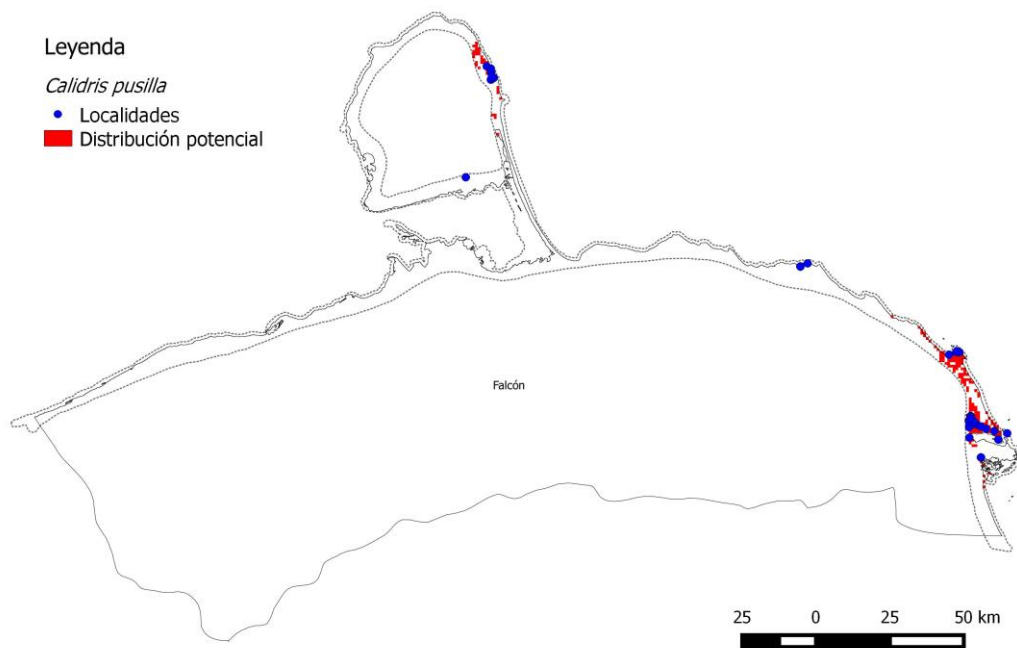 Leyenda
Calidris pusilla
Localidades
Distribución potencial
Falcón
25 0 25 50 km